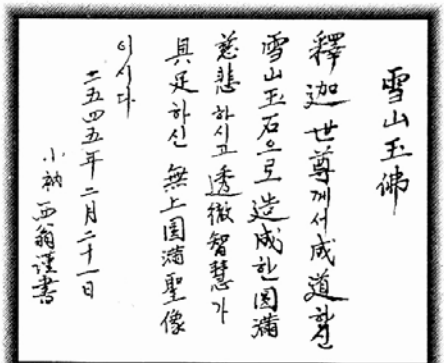 雪山玉佛
釋迦世尊께서成道하신
雪山玉石으로造成한圓滿
慈悲하시고透徹智慧가
具足하신 無上圓滿聖像
이시다
二五四五年二月二十一日
小衲 西翁謹書